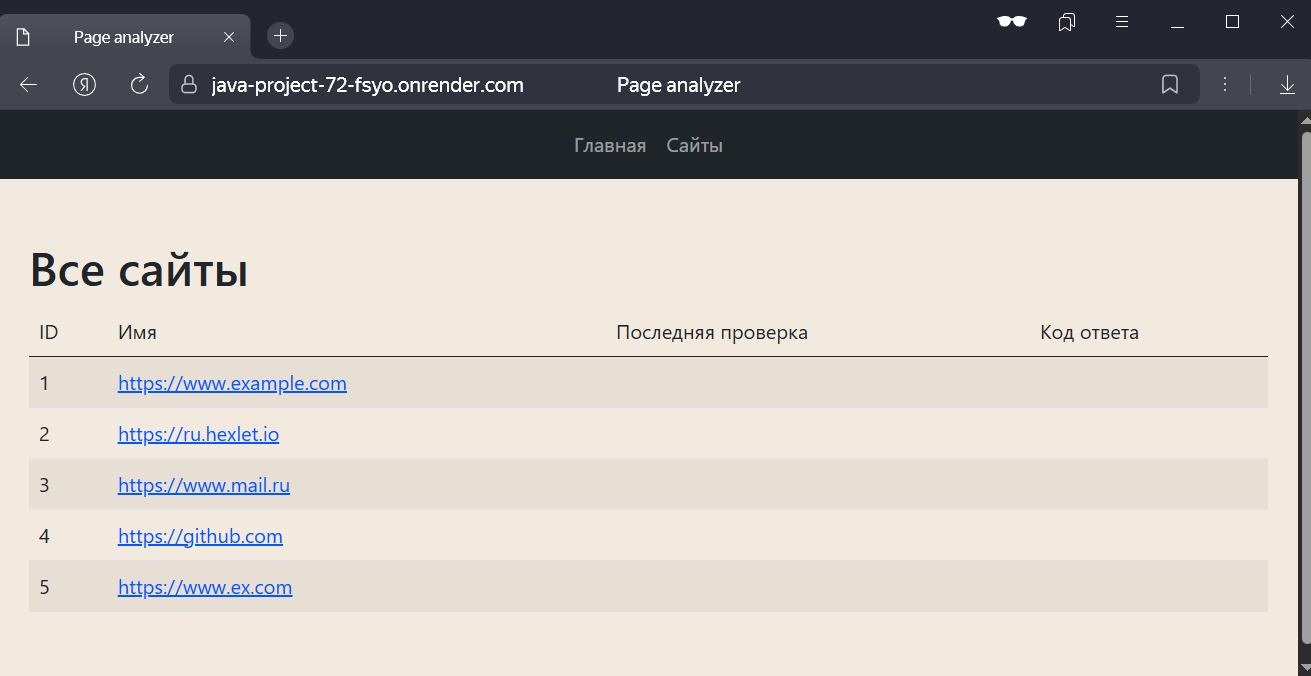 Page analyzer
Я
java-project-72-fsyo.onrender.com Page analyzer
Главная Сайты
Все сайты
ID Имя Последняя проверка Код ответа
1 https://www.example.com
2 https://ru.hexlet.io
3 https://www.mail.ru
4 https://github.com
5 https://www.ex.com